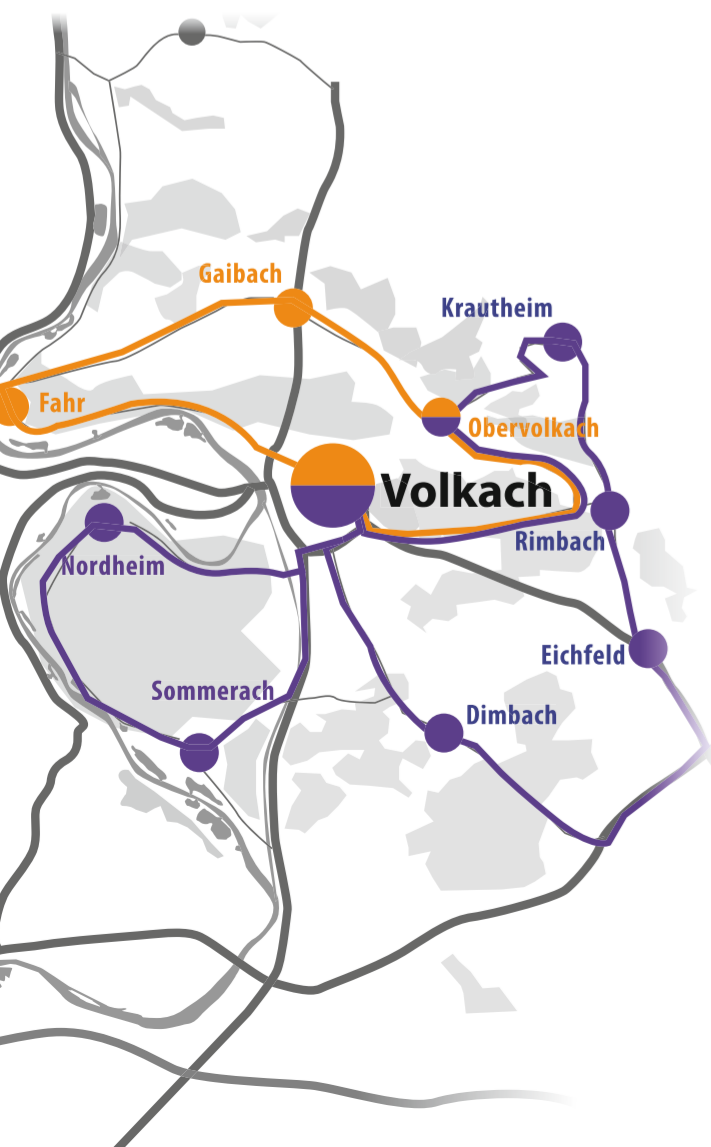 Gaibach
Krautheim
Fahr
Obervolkach
Volkach
Rimbach
Nordheim
Eichfeld
Sommerach
Dimbach